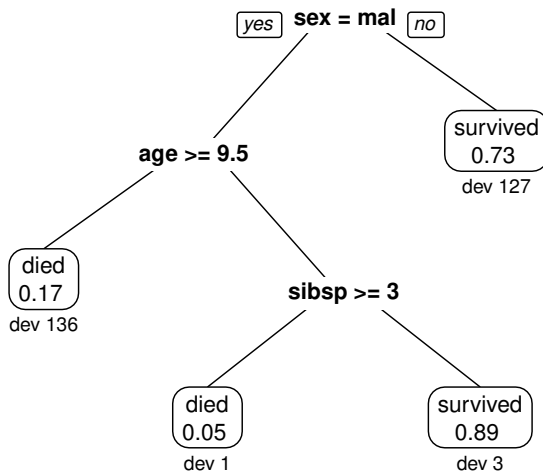 yes sex = mal no
survived
0.73
dev 127
age >= 9.5
died
0.17
dev 136
sibsp >= 3
died
0.05
dev 1
survived
0.89
dev 3